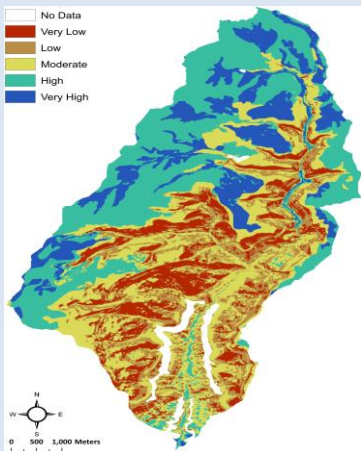 No Data
Very Low
Low
Moderate
High
Very High
N
W E
S
0 500 1,000 Meters